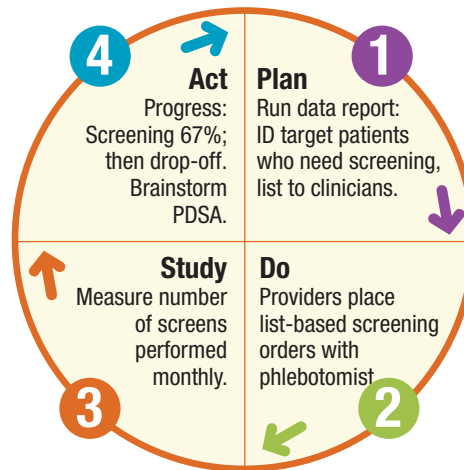 1
Plan
Run data report:
ID target patients
who need screening,
list to clinicians.
2
Do
Providers place
list-based screening
orders with
phlebotomist
3
Study
Measure number
of screens
performed
monthly.
4
Act
Progress:
Screening 67%;
then drop-off.
Brainstorm
PDSA.